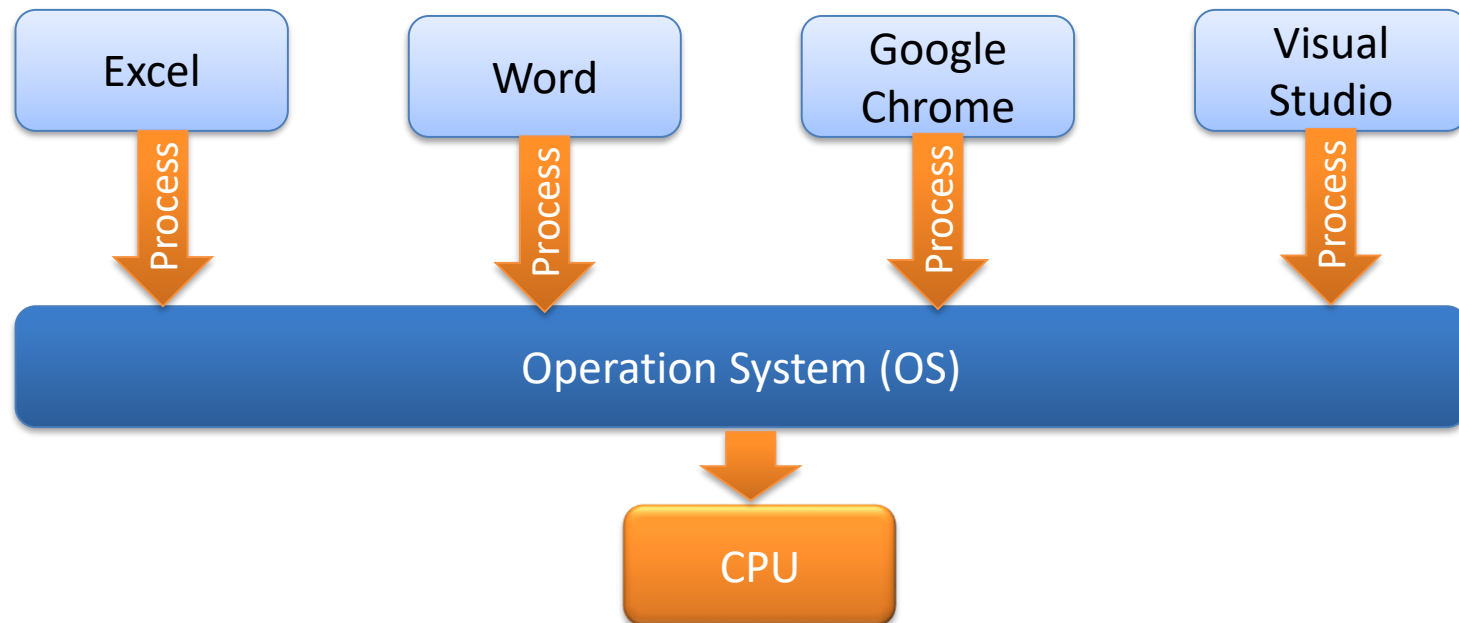 Excel
Word
Google
Chrome
Visual
Studio
Process
Process
Process
Process
Operation System (OS)
CPU